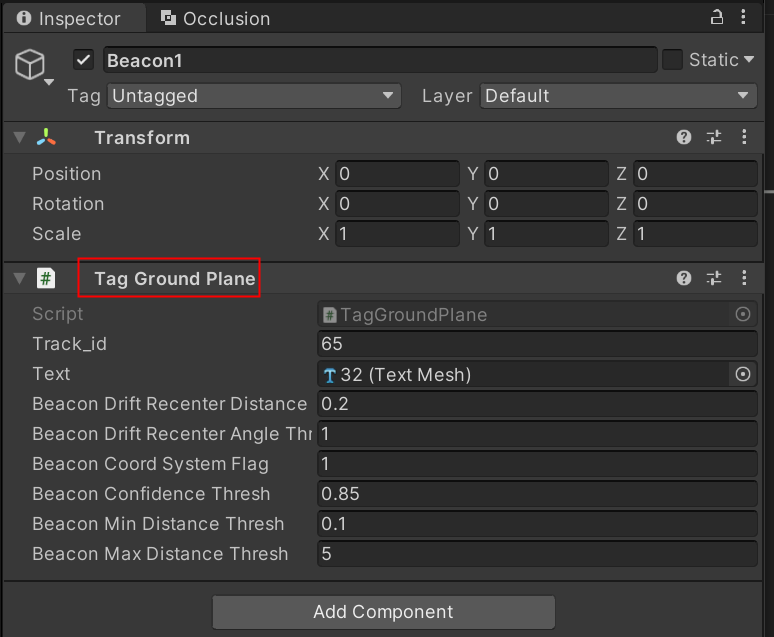 Inspector Occlusion
Beacon1 Static
Tag Untagged Layer Default
Transform
Position X 0 Y 0 Z 0
Rotation X 0 Y 0 Z 0
Scale X 1 Y 1 Z 1
# Tag Ground Plane
Script # TagGroundPlane
Track_id 65
Text 32 (Text Mesh)
Beacon Drift Recenter Distance 0.2
Beacon Drift Recenter Angle Thr 1
Beacon Coord System Flag 1
Beacon Confidence Thresh 0.85
Beacon Min Distance Thresh 0.1
Beacon Max Distance Thresh 5
Add Component